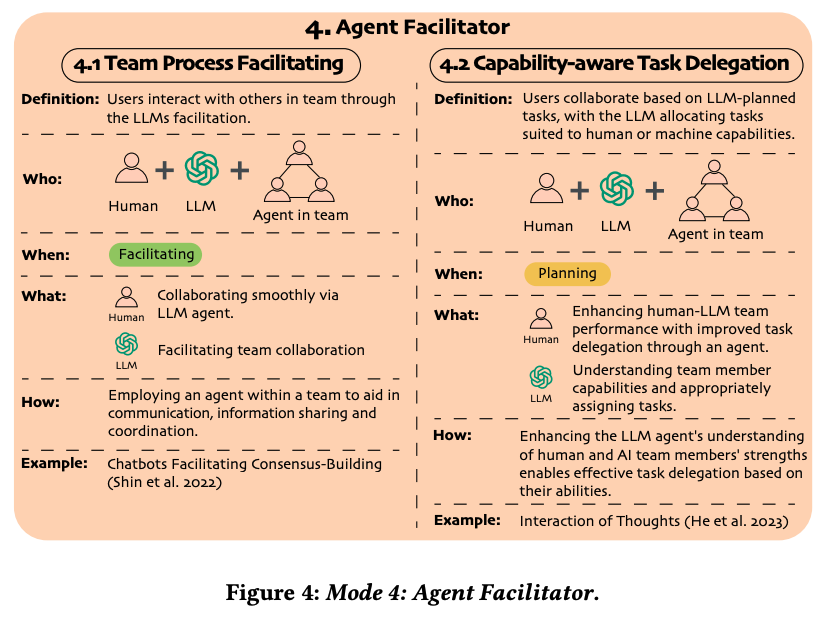 4. Agent Facilitator
4.1 Team Process Facilitating
Definition: Users interact with others in team through
the LLMs facilitation.
Who:
Human
LLM
Agent in team
When: Facilitating
What:
Human
Collaborating smoothly via
LLM agent.
LLM
Facilitating team collaboration
How: Employing an agent within a team to aid in
communication, information sharing and
coordination.
Example: Chatbots Facilitating Consensus-Building
(Shin et al. 2022)
4.2 Capability-aware Task Delegation
Definition: Users collaborate based on LLM-planned
tasks, with the LLM allocating tasks
suited to human or machine capabilities.
Who:
Human
LLM
Agent in team
When: Planning
What:
Human
Enhancing human-LLM team
performance with improved task
delegation through an agent.
LLM
Understanding team member
capabilities and appropriately
assigning tasks.
How: Enhancing the LLM agent's understanding
of human and AI team members' strengths
enables effective task delegation based on
their abilities.
Example: Interaction of Thoughts (He et al. 2023)
Figure 4: Mode 4: Agent Facilitator.